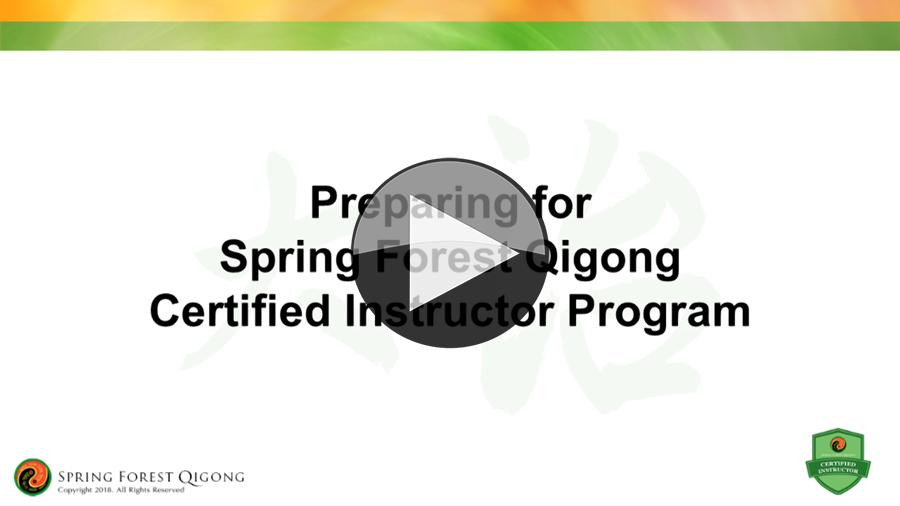 Preparing for
Spring Forest Qigong
Certified Instructor Program
SPRING FOREST QIGONG
Copyright 2018. All Rights Reserved
CERTIFIED
INSTRUCTOR